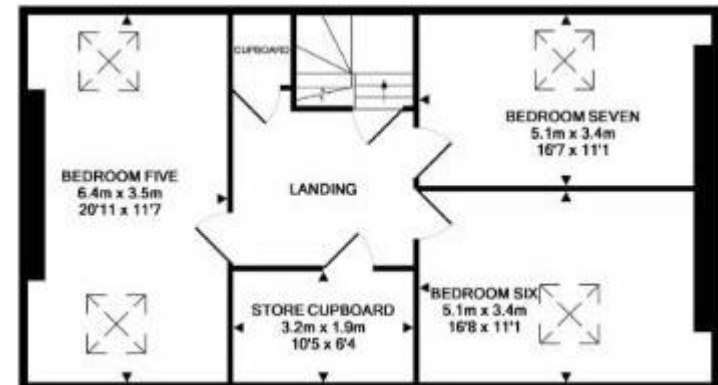 CUPBOARD
BEDROOM SEVEN
5.1m x 3.4m
16'7 x 11'1
BEDROOM FIVE
6.4m x 3.5m
20'11 x 11'7
LANDING
STORE CUPBOARD
3.2m x 1.9m
10'5 x 6'4
BEDROOM SIX
5.1m x 3.4m
16'8 x 11'1